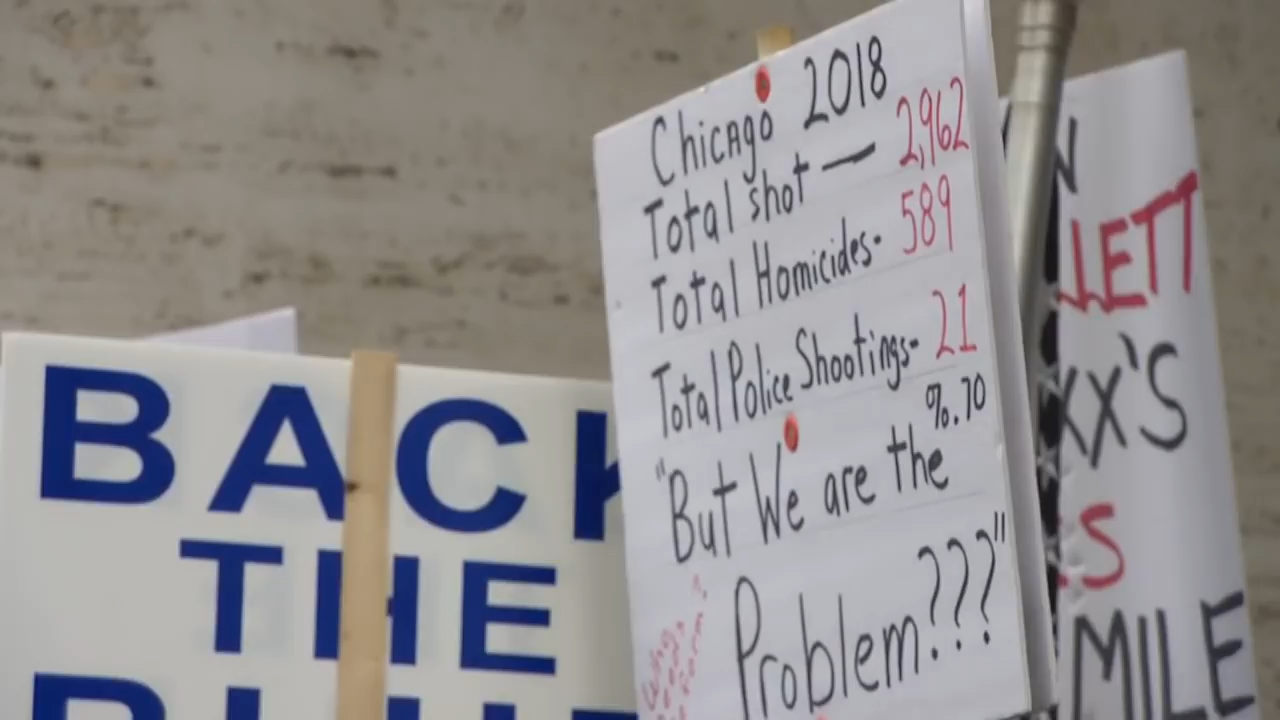 BACK
THE
Chicago 2018
Total shot — 2,962
Total Homicides- 589
Total Police Shootings- 21
%.70
"But We are the
Problem???"
N
LETT
XX'S
S
MILE